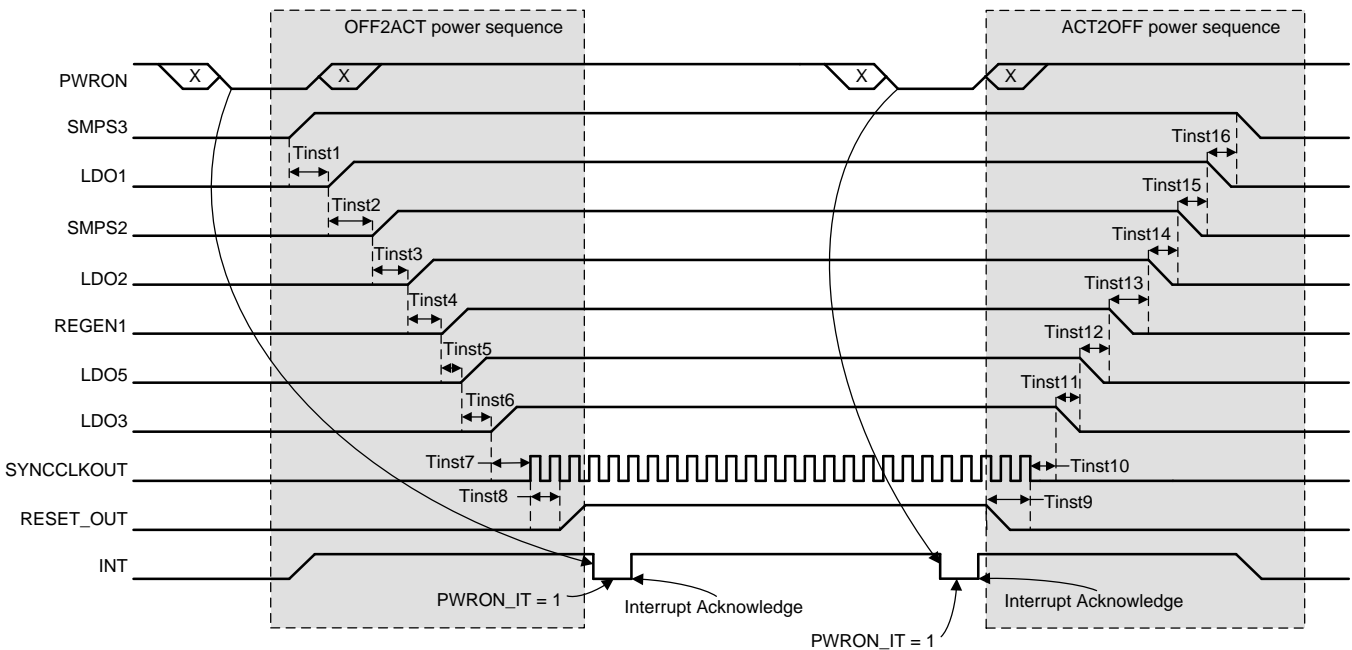 OFF2ACT power sequence
ACT2OFF power sequence
PWRON
X
X
X
X
SMPS3
Tinst1
Tinst16
LDO1
Tinst2
Tinst15
SMPS2
Tinst3
Tinst14
LDO2
Tinst4
Tinst13
REGEN1
Tinst5
Tinst12
LDO5
Tinst6
Tinst11
LDO3
Tinst7
Tinst10
SYNCCLKOUT
Tinst8
Tinst9
RESET_OUT
INT
PWRON_IT = 1
Interrupt Acknowledge
Interrupt Acknowledge
PWRON_IT = 1